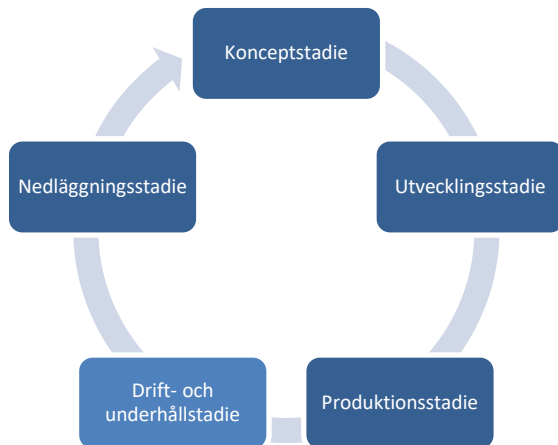 Konceptstadie
Utvecklingsstadie
Produktionsstadie
Drift- och
underhållstadie
Nedläggningsstadie